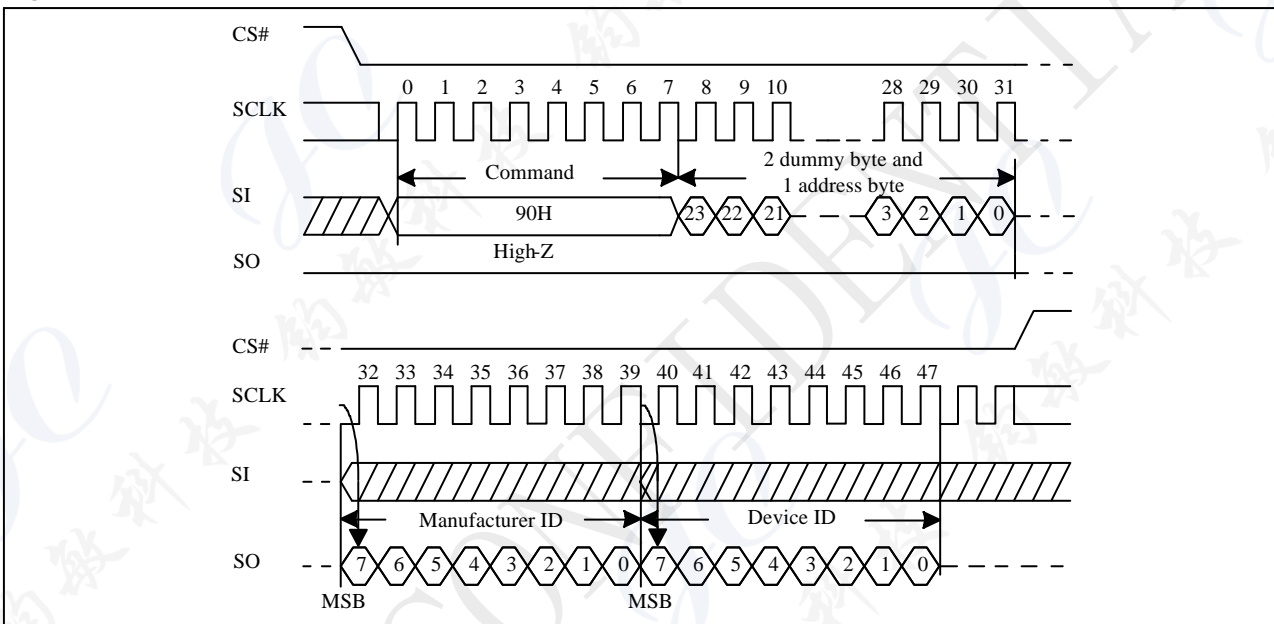 CS#
0 1 2 3 4 5 6 7 8 9 10 28 29 30 31
SCLK
Command
2 dummy byte and
1 address byte
SI
90H
23 22 21 3 2 1 0
High-Z
SO
CS#
32 33 34 35 36 37 38 39 40 41 42 43 44 45 46 47
SCLK
SI
Manufacturer ID
Device ID
SO
7 6 5 4 3 2 1 0 7 6 5 4 3 2 1 0
MSB MSB